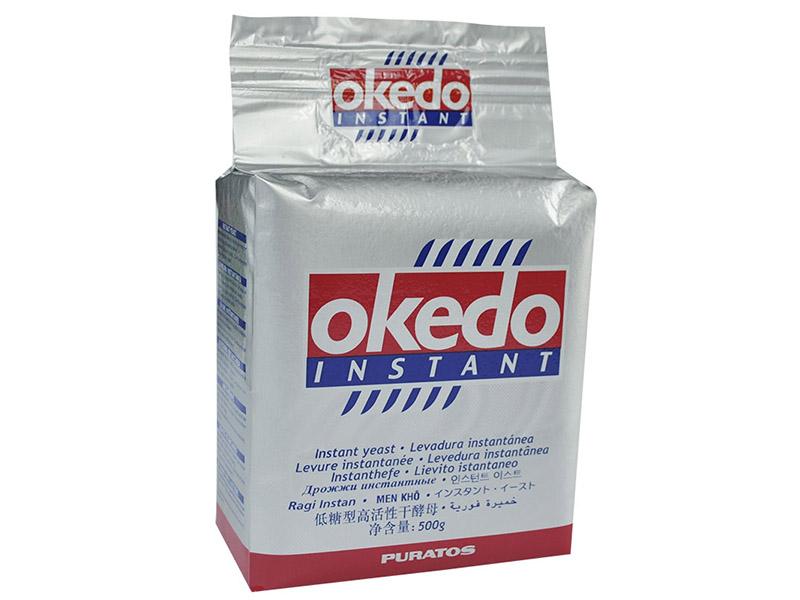 okedo
INSTANT
okedo
INSTANT
Instant yeast • Levadura instantánea
Levure instantanée • Levedura instantânea
Instanthefe • Lievito istantaneo
Дрожжи инстантные • 인스턴트 이스트
Ragi Instan • MEN KHÔ • インスタント・イースト
低糖型高活性干酵母 • خميرة فورية
净含量: 500g
PURATOS